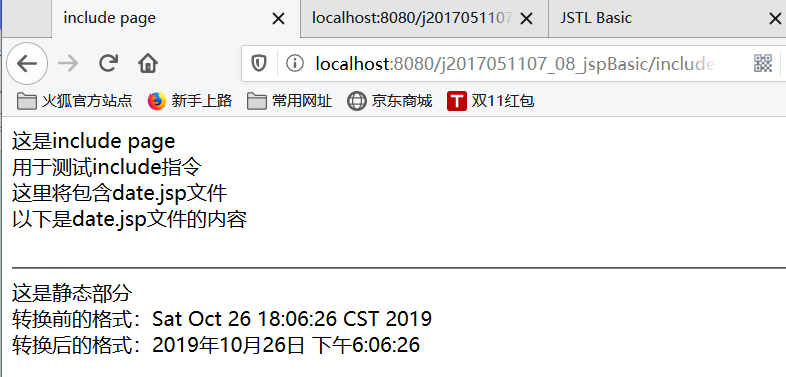 include page
localhost:8080/j2017051107
JSTL Basic
localhost:8080/j2017051107_08_jspBasic/include
火狐官方站点 新手上路 常用网址 京东商城 T 双11红包
这是include page
用于测试include指令
这里将包含date.jsp文件
以下是date.jsp文件的内容
这是静态部分
转换前的格式：Sat Oct 26 18:06:26 CST 2019
转换后的格式：2019年10月26日 下午6:06:26